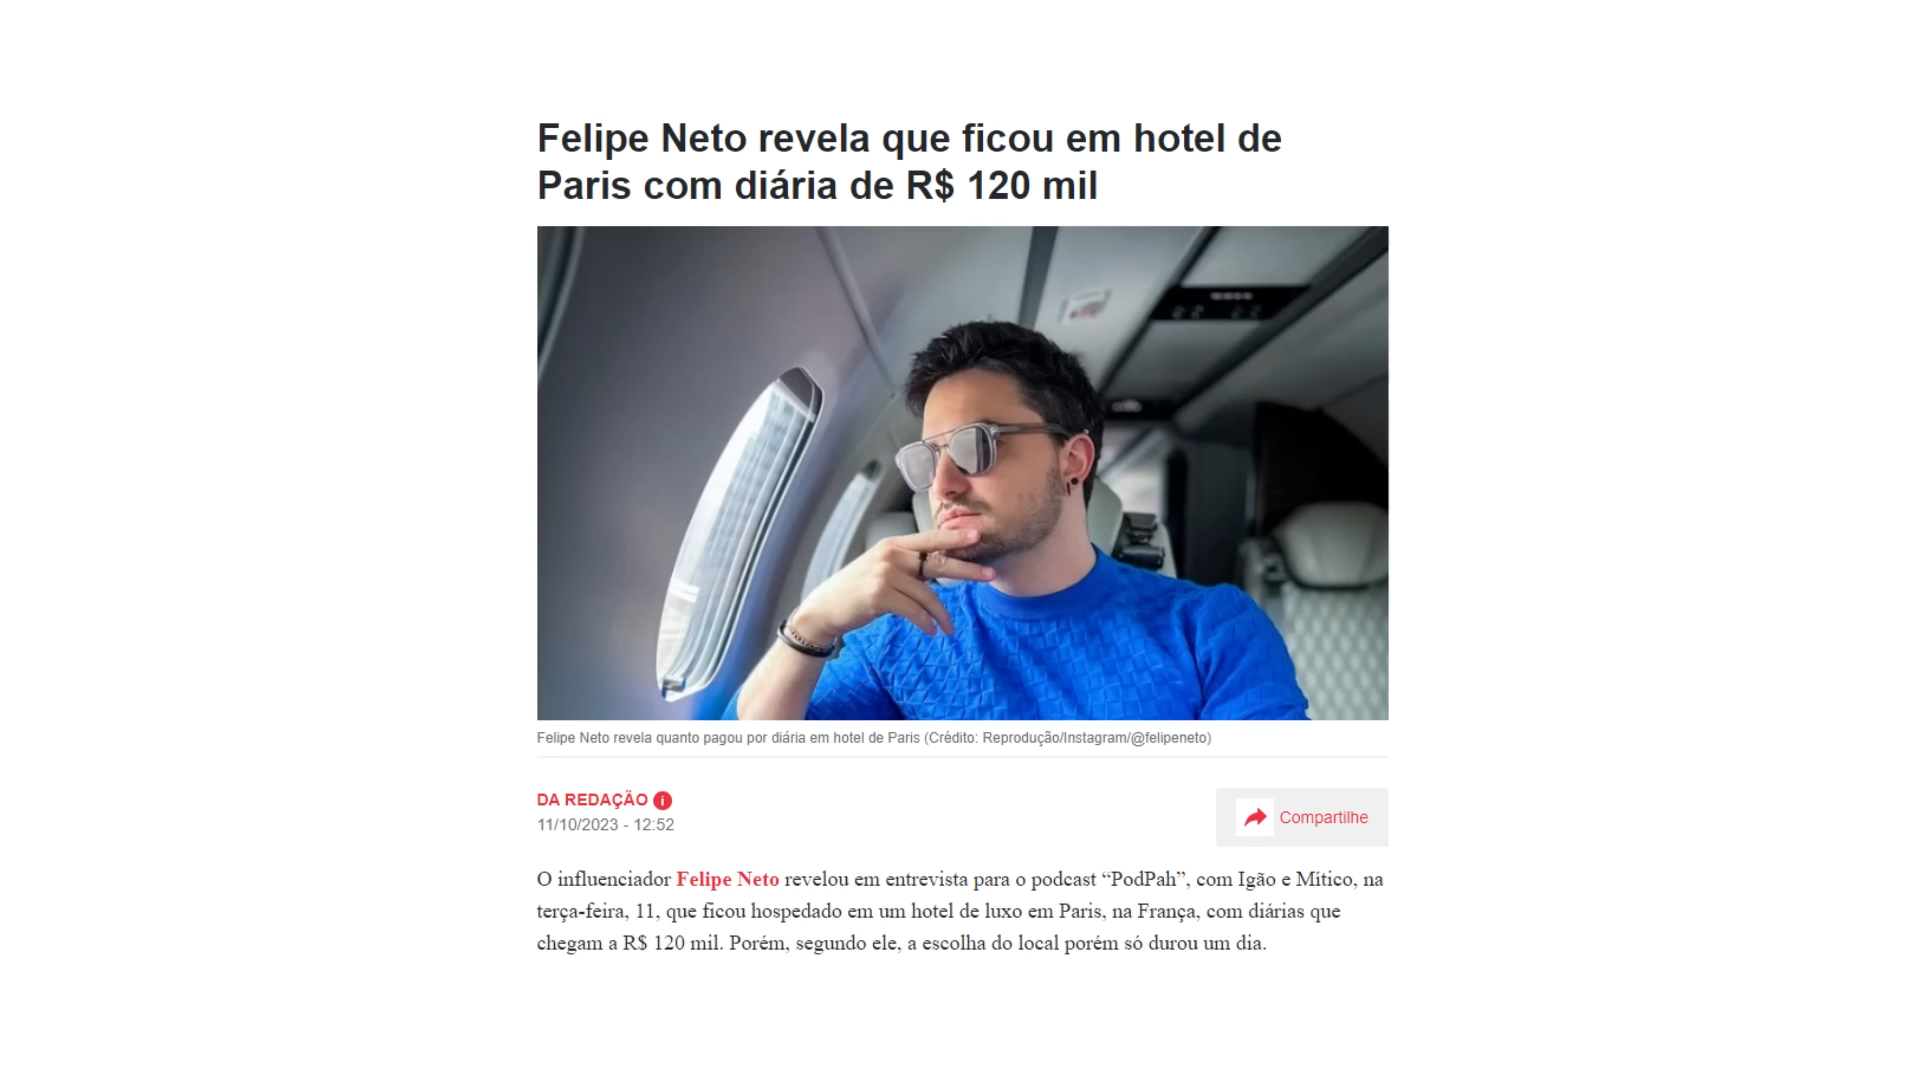 Felipe Neto revela que ficou em hotel de
Paris com diária de R$ 120 mil
Felipe Neto revela quanto pagou por diária em hotel de Paris (Crédito: Reprodução/Instagram/@felipeneto)
DA REDAÇÃO i
11/10/2023 - 12:52
Compartilhe
O influenciador Felipe Neto revelou em entrevista para o podcast “PodPah”, com Igão e Mítico, na
terça-feira, 11, que ficou hospedado em um hotel de luxo em Paris, na França, com diárias que
chegam a R$ 120 mil. Porém, segundo ele, a escolha do local porém só durou um dia.